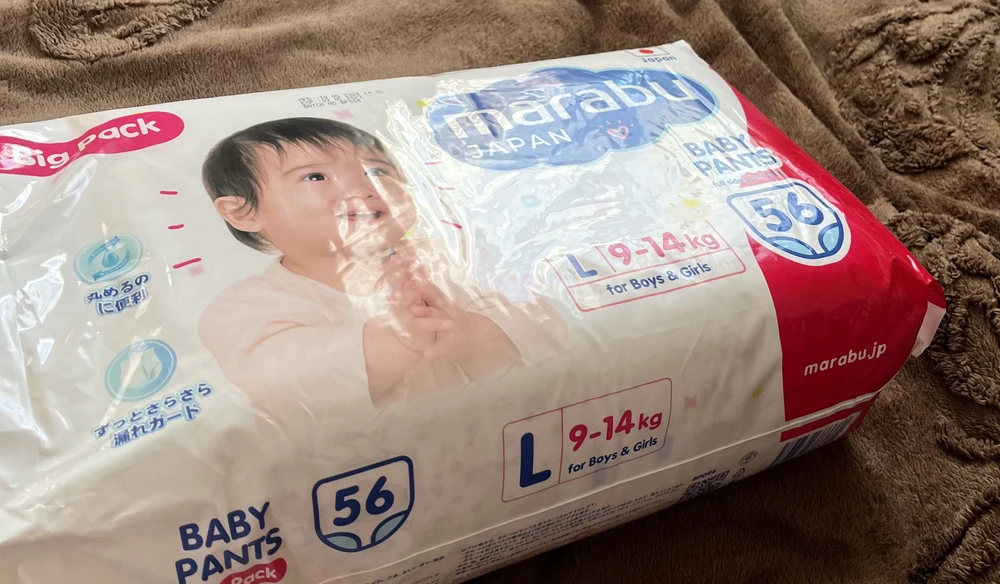 Big Pack
Japan
marabu
JAPAN
BABY
PANTS
56
L 9-14kg
for Boys & Girls
丸めるの
に便利
ずっとさらさら
漏れガード
marabu.jp
L 9-14kg
for Boys & Girls
56
BABY
PANTS
Pack